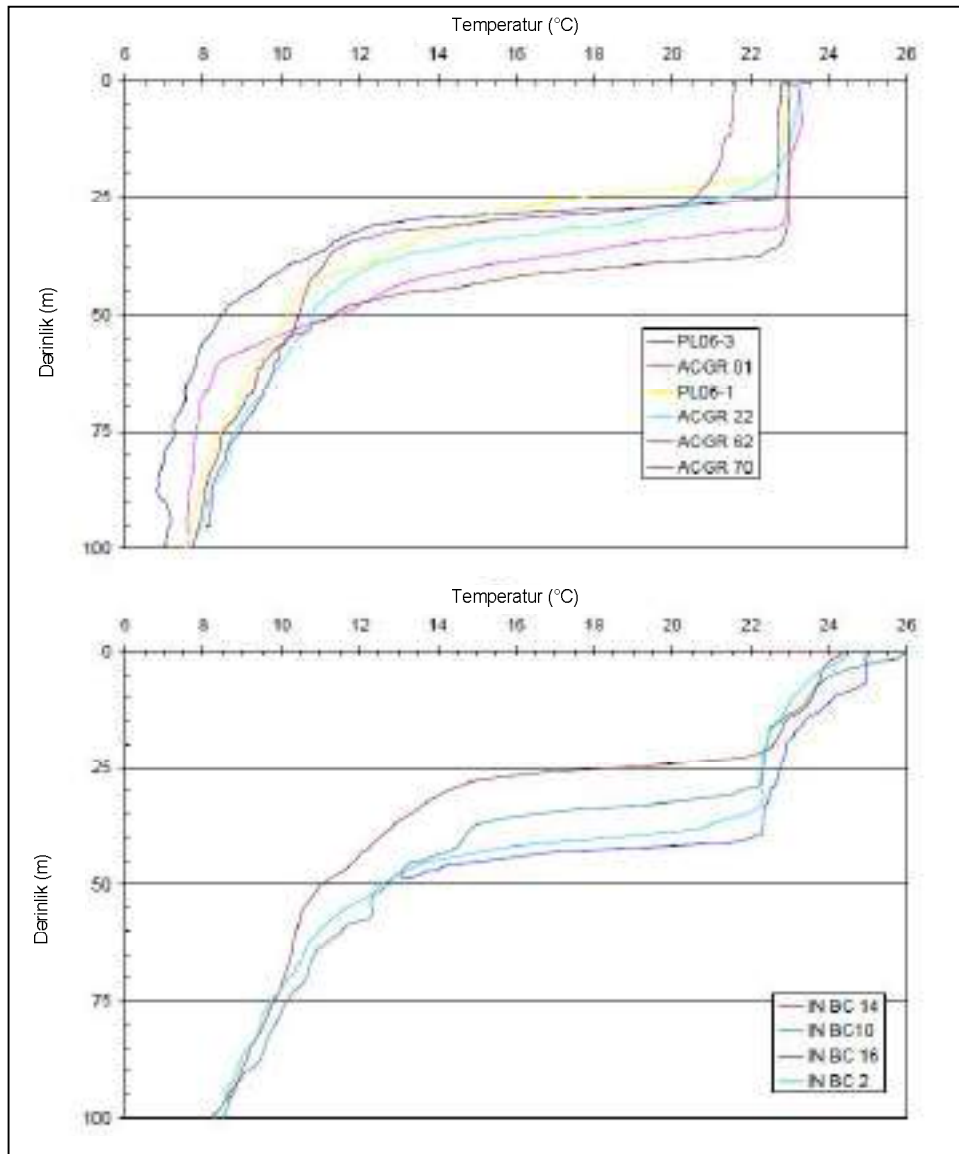 Temperatur (°C)
6 8 10 12 14 16 18 20 22 24 26
0
25
50
75
100
Dərinlik (m)
PL06-3
ACGR 01
PL06-1
ACGR 22
ACGR 62
ACGR 70
Temperatur (°C)
6 8 10 12 14 16 18 20 22 24 26
0
25
50
75
100
Dərinlik (m)
IN BC 14
IN BC10
IN BC 16
IN BC 2